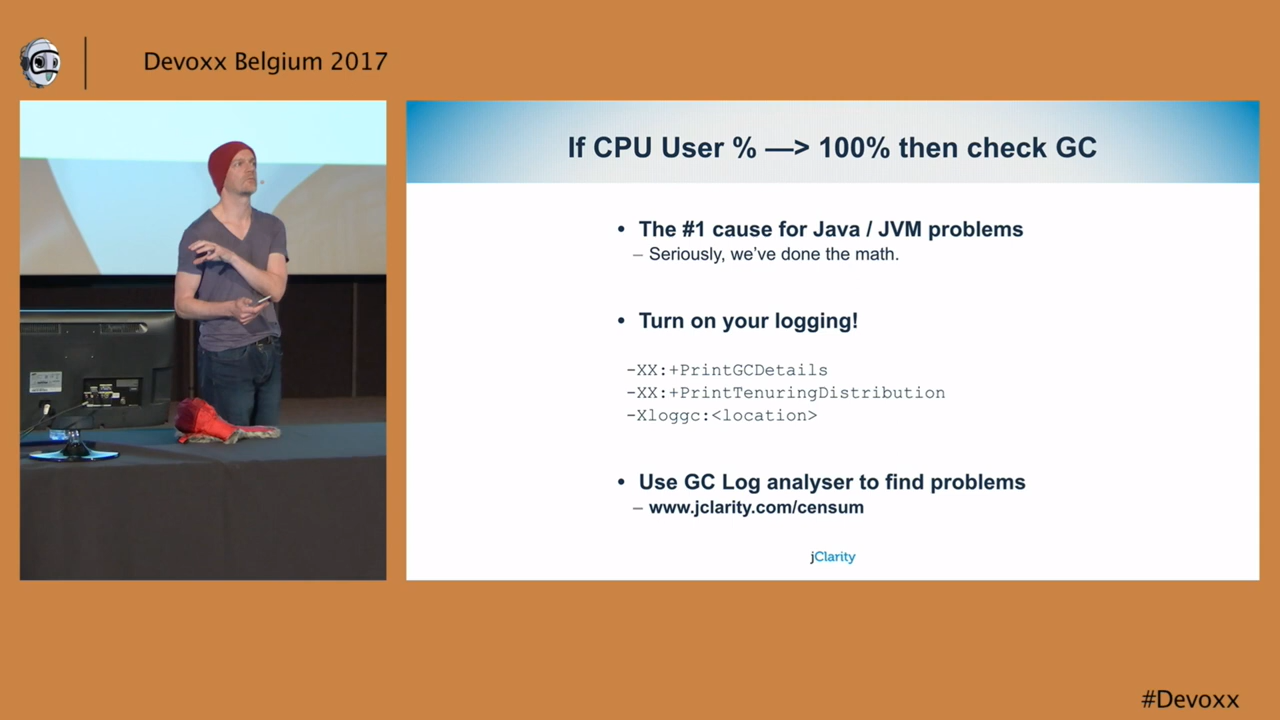 Devoxx Belgium 2017
If CPU User % —> 100% then check GC
• The #1 cause for Java / JVM problems
– Seriously, we've done the math.
• Turn on your logging!
-XX:+PrintGCDetails
-XX:+PrintTenuringDistribution
-Xloggc:<location>
• Use GC Log analyser to find problems
– www.jclarity.com/censum
jClarity
#Devoxx